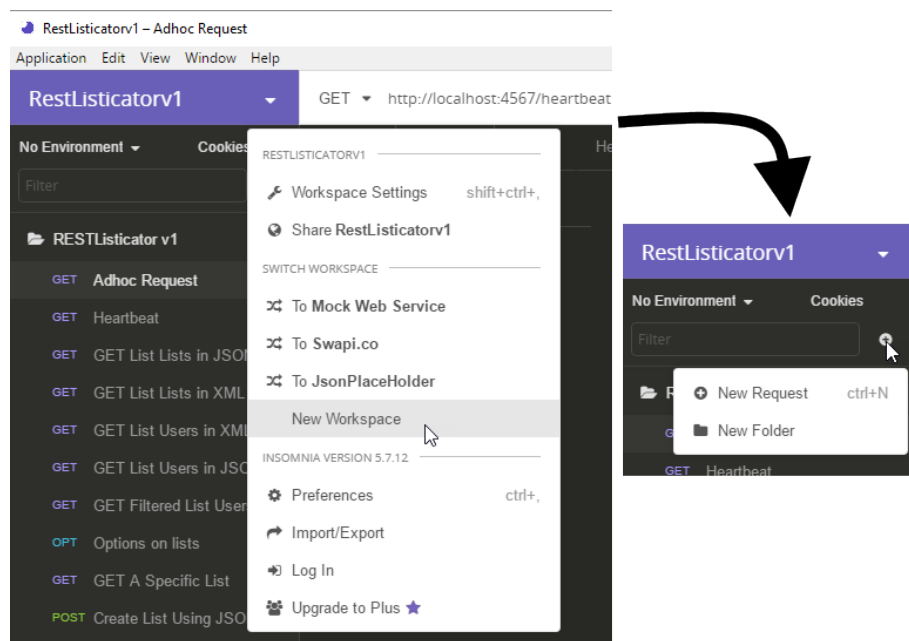 RestListicatorv1 – Adhoc Request
Application Edit View Window Help
RestListicatorv1
GET http://localhost:4567/heartbeat
No Environment Cookies
He
Filter
RESTListicator v1
GET Adhoc Request
GET Heartbeat
GET GET List Lists in JSO
GET GET List Lists in XML
GET GET List Users in XML
GET GET List Users in JSO
GET GET Filtered List User
OPT Options on lists
GET GET A Specific List
POST Create List Using JSO
RESTLISTICATORV1
Workspace Settings shift+ctrl+,
Share RestListicatorv1
SWITCH WORKSPACE
To Mock Web Service
To Swapi.co
To JsonPlaceHolder
New Workspace
INSOMNIA VERSION 5.7.12
Preferences ctrl+,
Import/Export
Log In
Upgrade to Plus
RestListicatorv1
No Environment Cookies
Filter
R
New Request ctrl+N
G
New Folder
GET Heartbeat